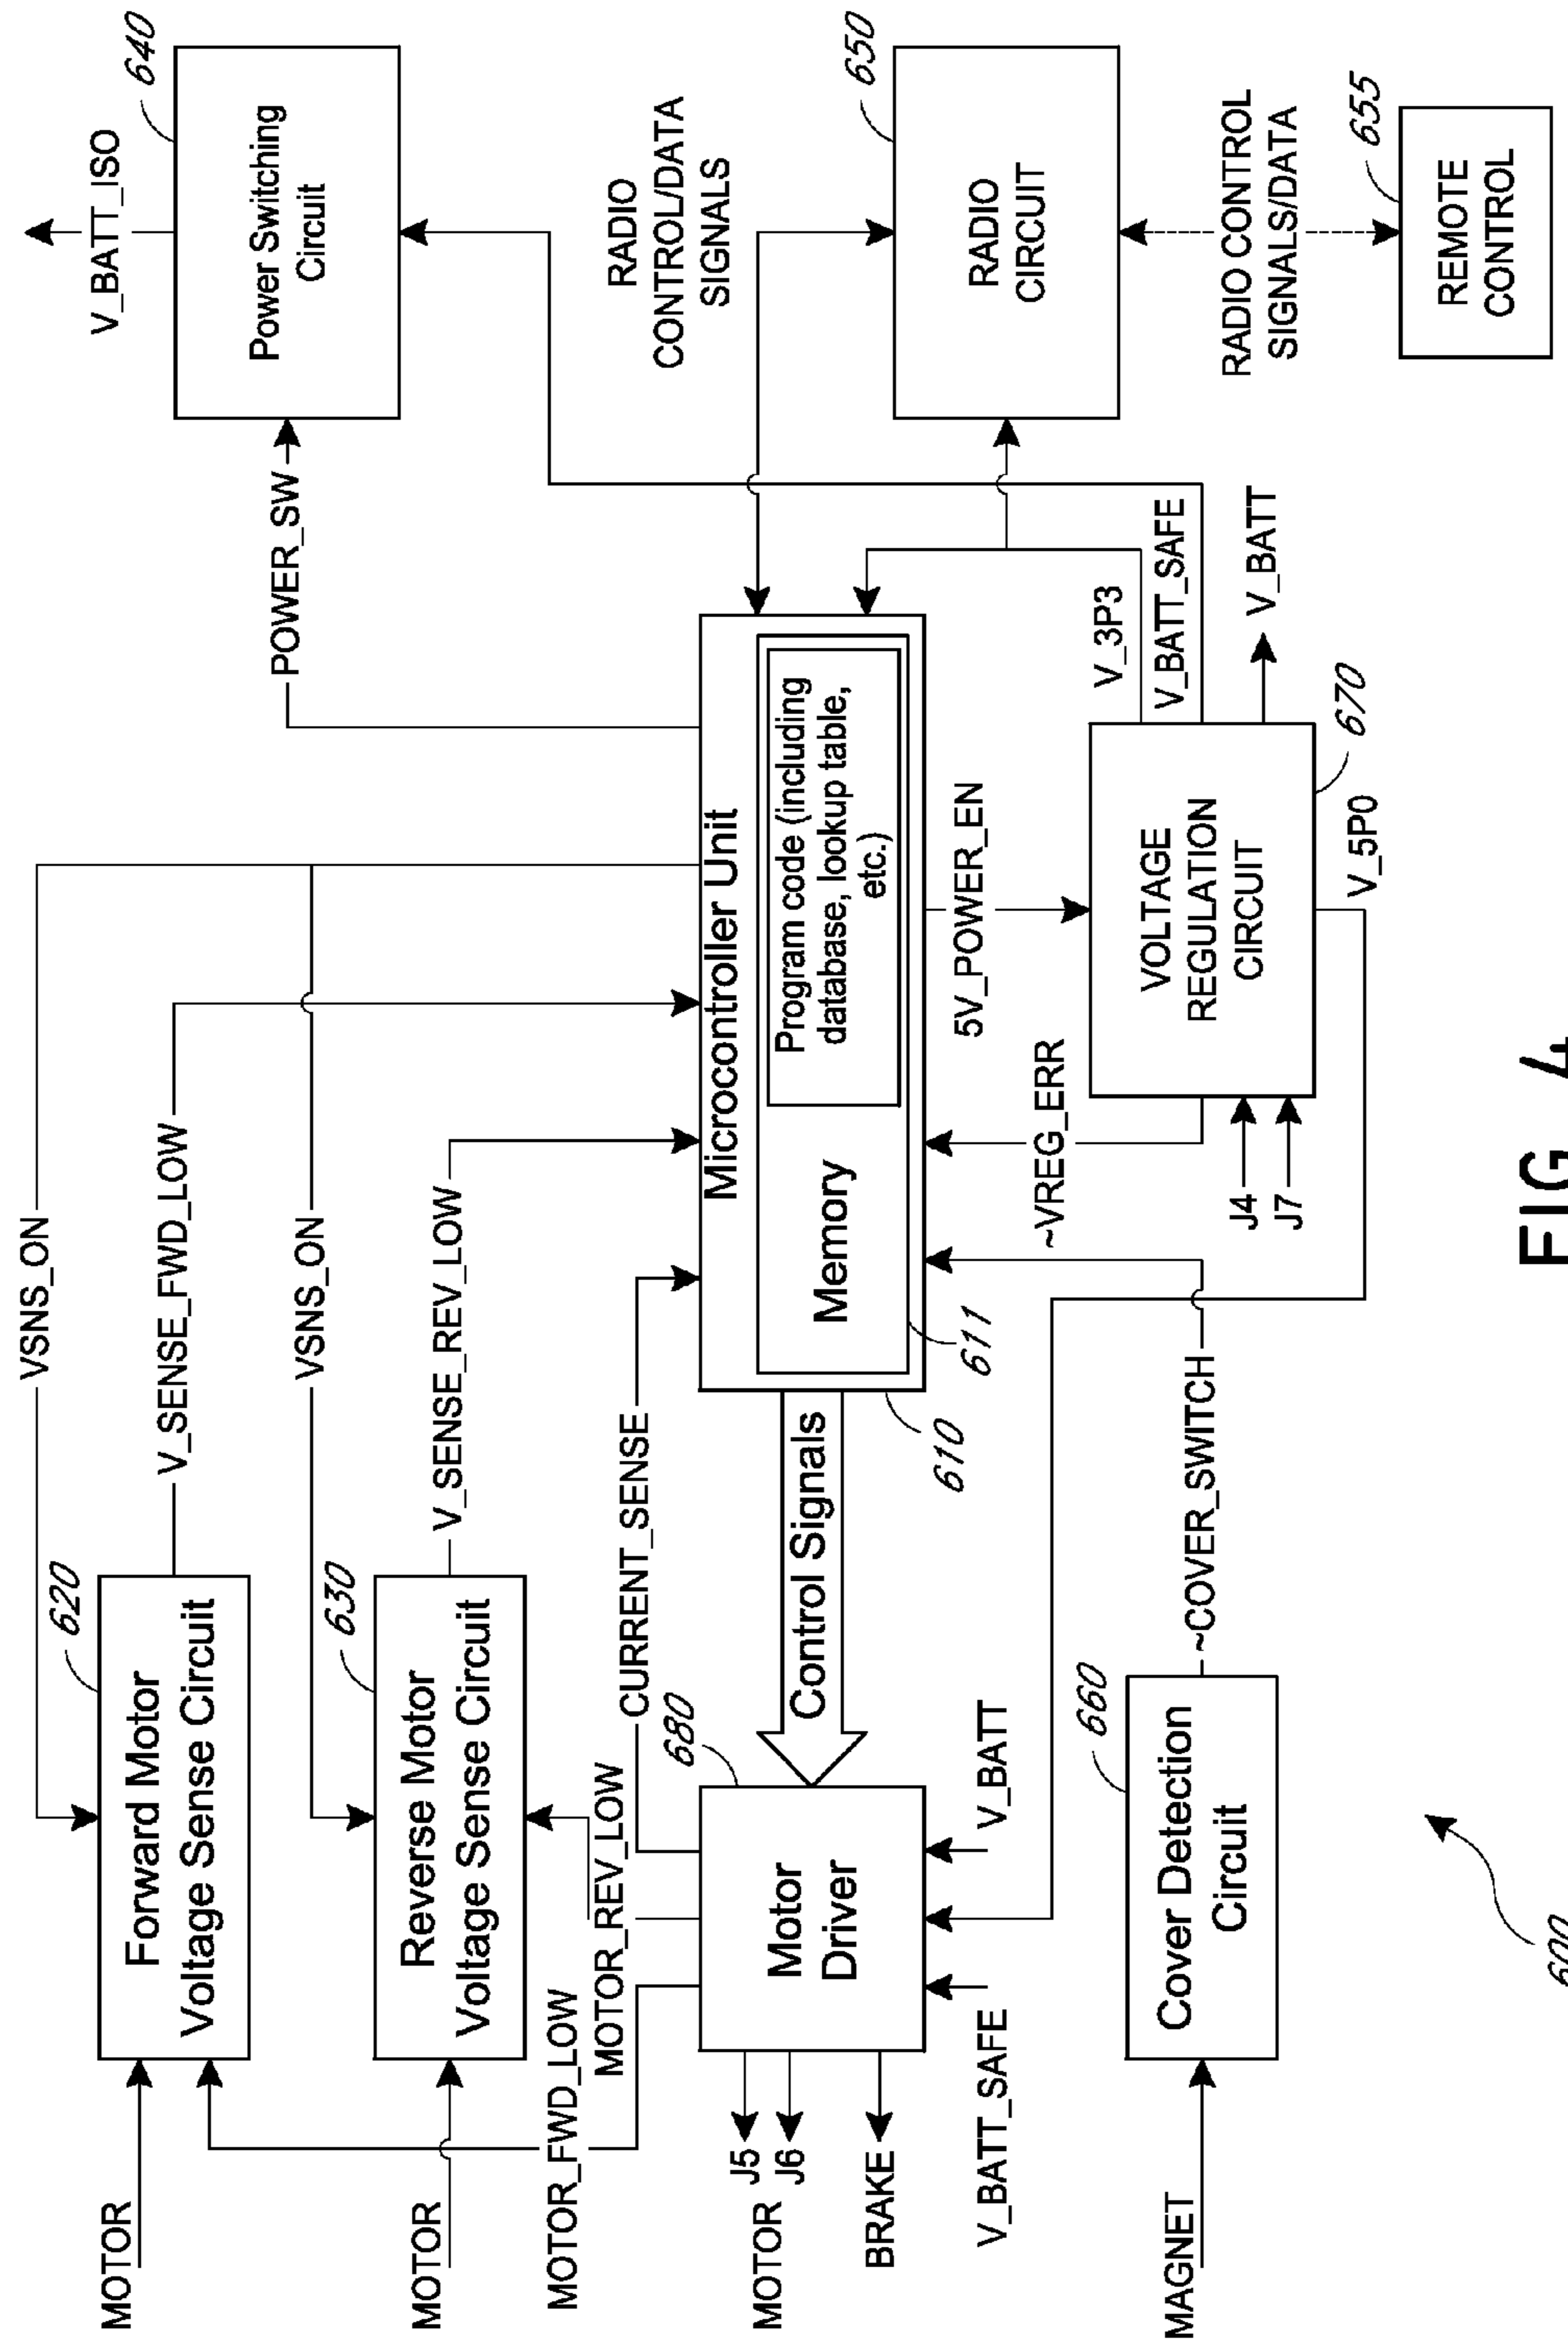 VSNS_ON
620
MOTOR
Forward Motor
Voltage Sense Circuit
V_SENSE_FWD_LOW
V_BATT_ISO
640
Power Switching
Circuit
POWER_SW
VSNS_ON
630
MOTOR
Reverse Motor
Voltage Sense Circuit
V_SENSE_REV_LOW
MOTOR_FWD_LOW
MOTOR_REV_LOW
CURRENT_SENSE
RADIO
CONTROL/DATA
SIGNALS
680
MOTOR
J5
J6
BRAKE
Motor
Driver
Control Signals
Microcontroller Unit
Memory
Program code (including
database, lookup table,
etc.)
611
610
650
RADIO
CIRCUIT
V_BATT_SAFE
V_BATT
~VREG_ERR
5V_POWER_EN
V_3P3
V_BATT_SAFE
V_BATT
660
MAGNET
Cover Detection
Circuit
~COVER_SWITCH
J4
J7
VOLTAGE
REGULATION
CIRCUIT
670
V_5P0
RADIO CONTROL
SIGNALS/DATA
655
REMOTE
CONTROL
600
FIG. 4